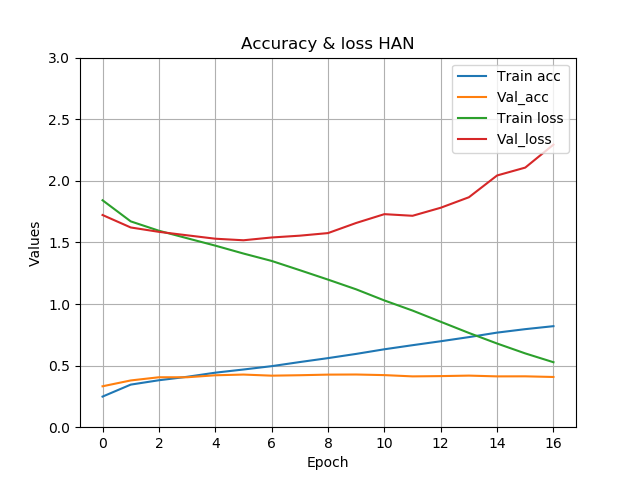 Accuracy & loss HAN
3.0
2.5
2.0
1.5
1.0
0.5
0.0
Values
Train acc
Val_acc
Train loss
Val_loss
0 2 4 6 8 10 12 14 16
Epoch